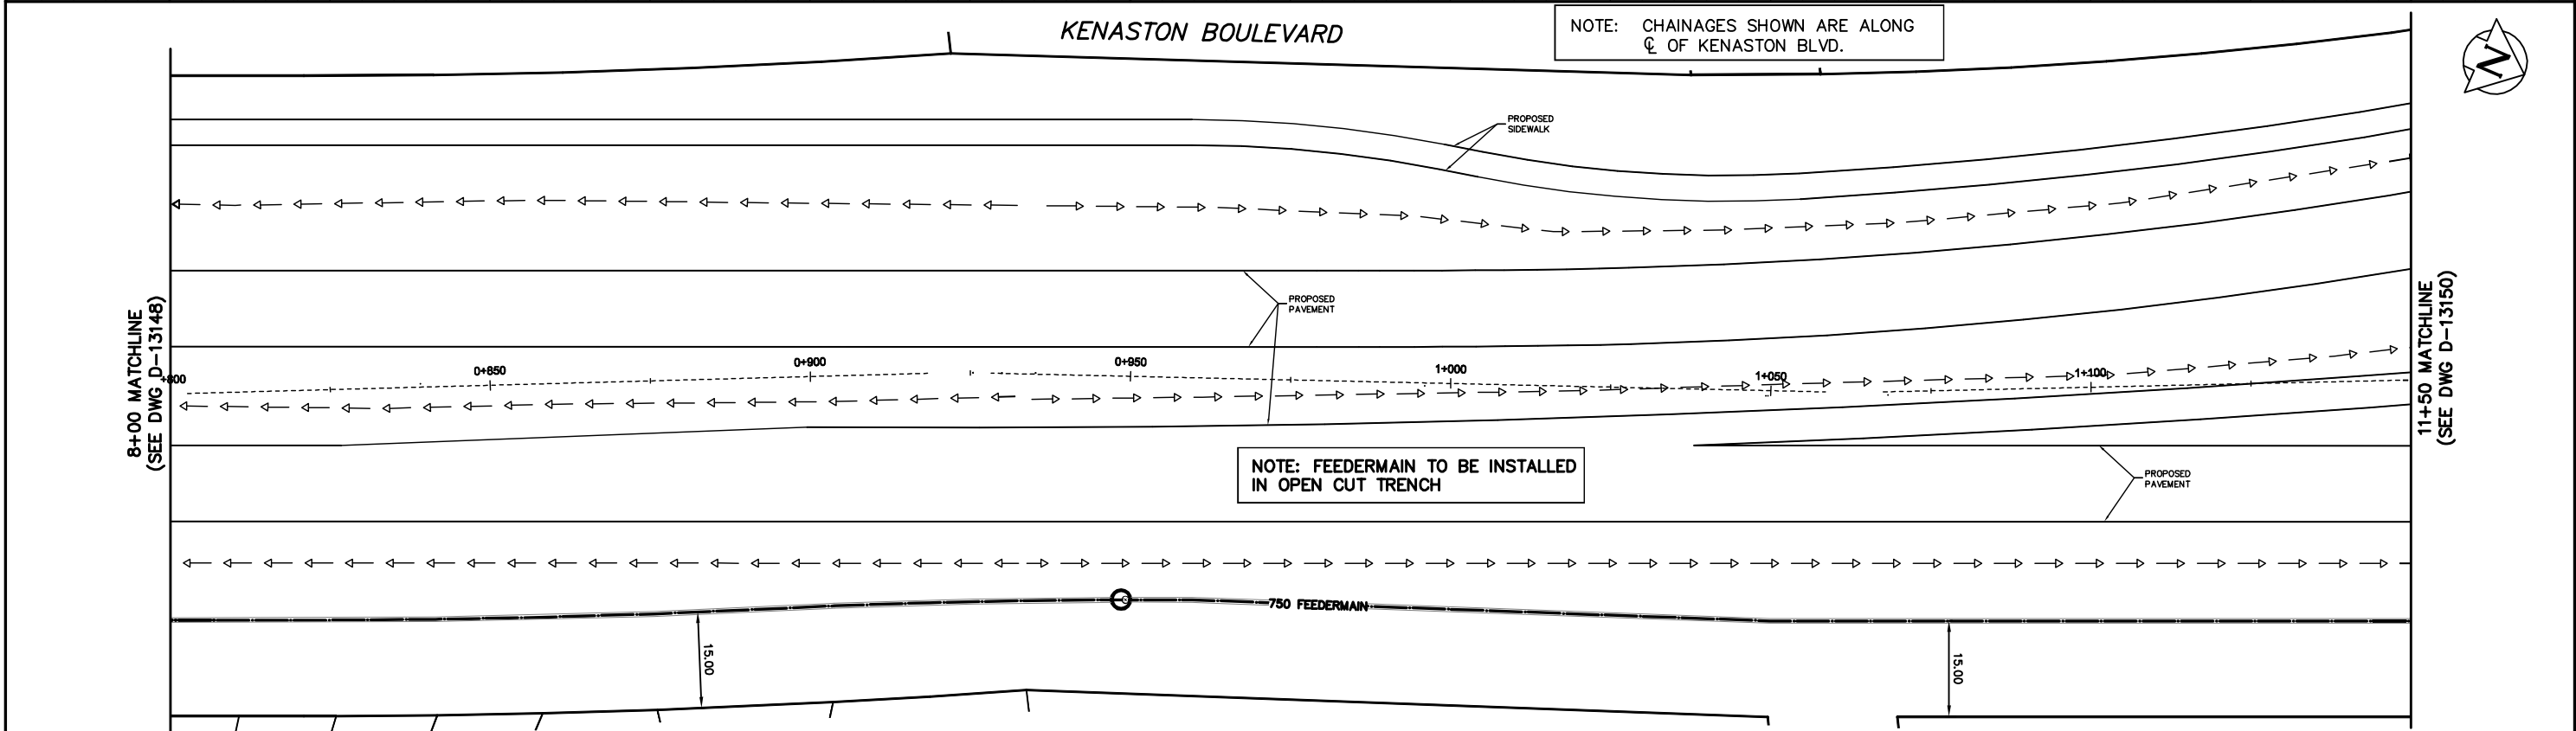 KENASTON BOULEVARD
NOTE: CHAINAGES SHOWN ARE ALONG
℄ OF KENASTON BLVD.
N
PROPOSED
SIDEWALK
PROPOSED
PAVEMENT
8+00 MATCHLINE
(SEE DWG D-13148)
+800
0+850
0+900
0+950
1+000
1+050
1+100
11+50 MATCHLINE
(SEE DWG D-13150)
NOTE: FEEDERMAIN TO BE INSTALLED
IN OPEN CUT TRENCH
PROPOSED
PAVEMENT
750 FEEDERMAIN
15.00
15.00